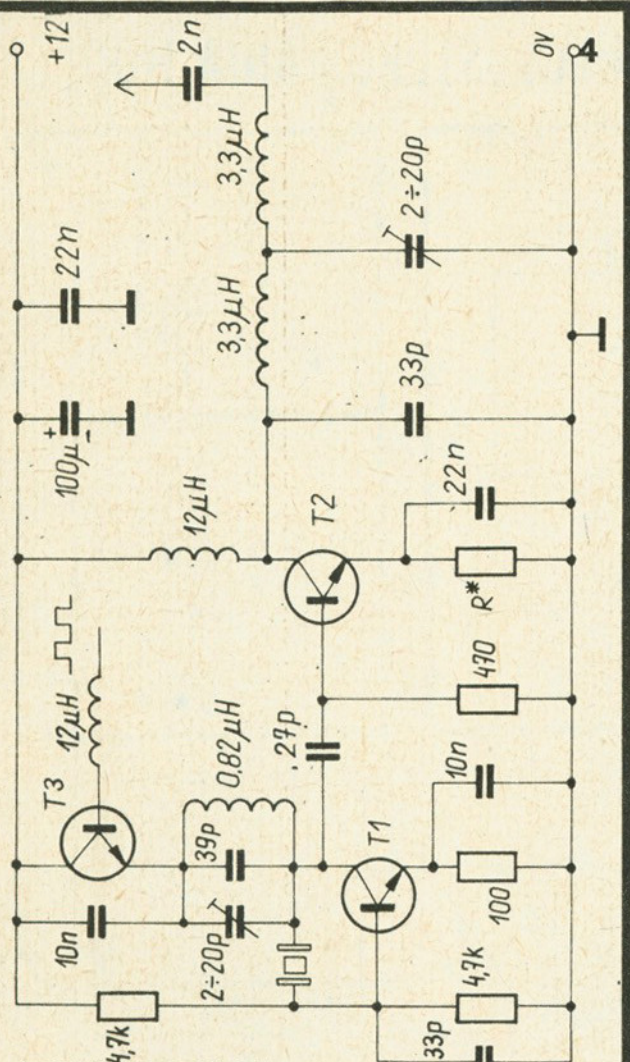 +12
2n
0V
4
3,3µH
2÷20p
22n
3,3µH
33p
100µ
+
-
12µH
T2
22n
R*
12µH
470
T3
0,82µH
27p
10n
39p
T1
100
10n
2÷20p
4,7k
4,7k
33p